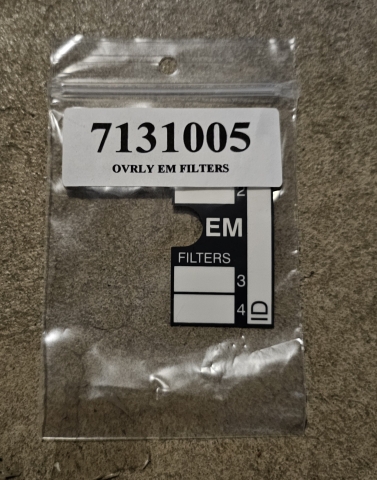 7131005
OVRLY EM FILTERS
2
EM
FILTERS
3
4
ID